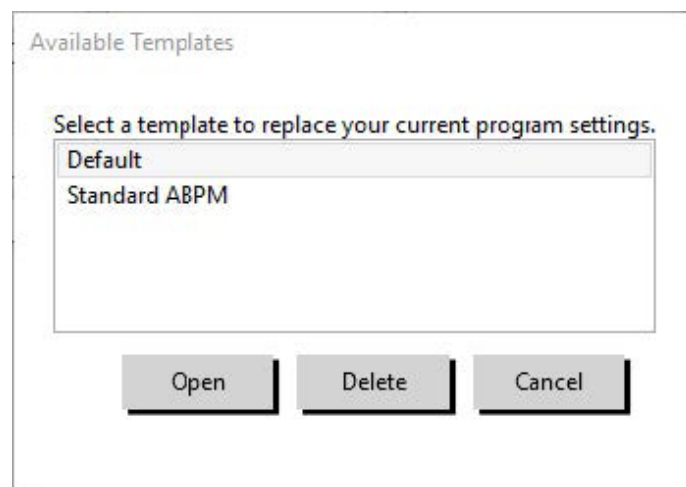 Available Templates
Select a template to replace your current program settings.
Default
Standard ABPM
Open Delete Cancel